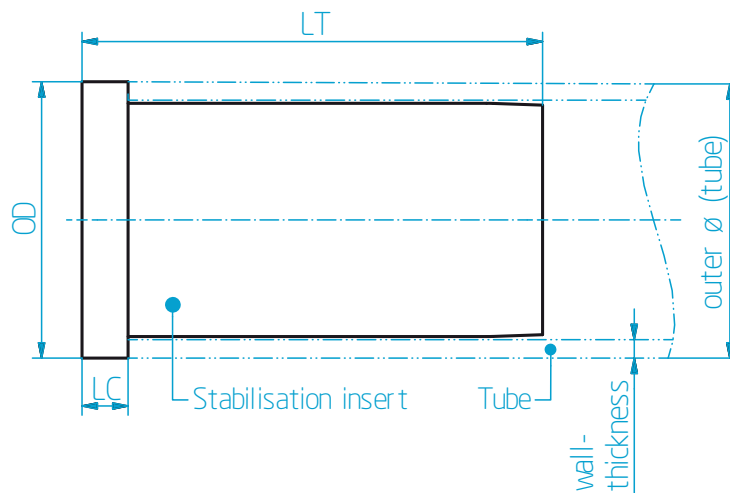 LT
OD
outer ø (tube)
LC
Stabilisation insert
Tube
wall-
thickness